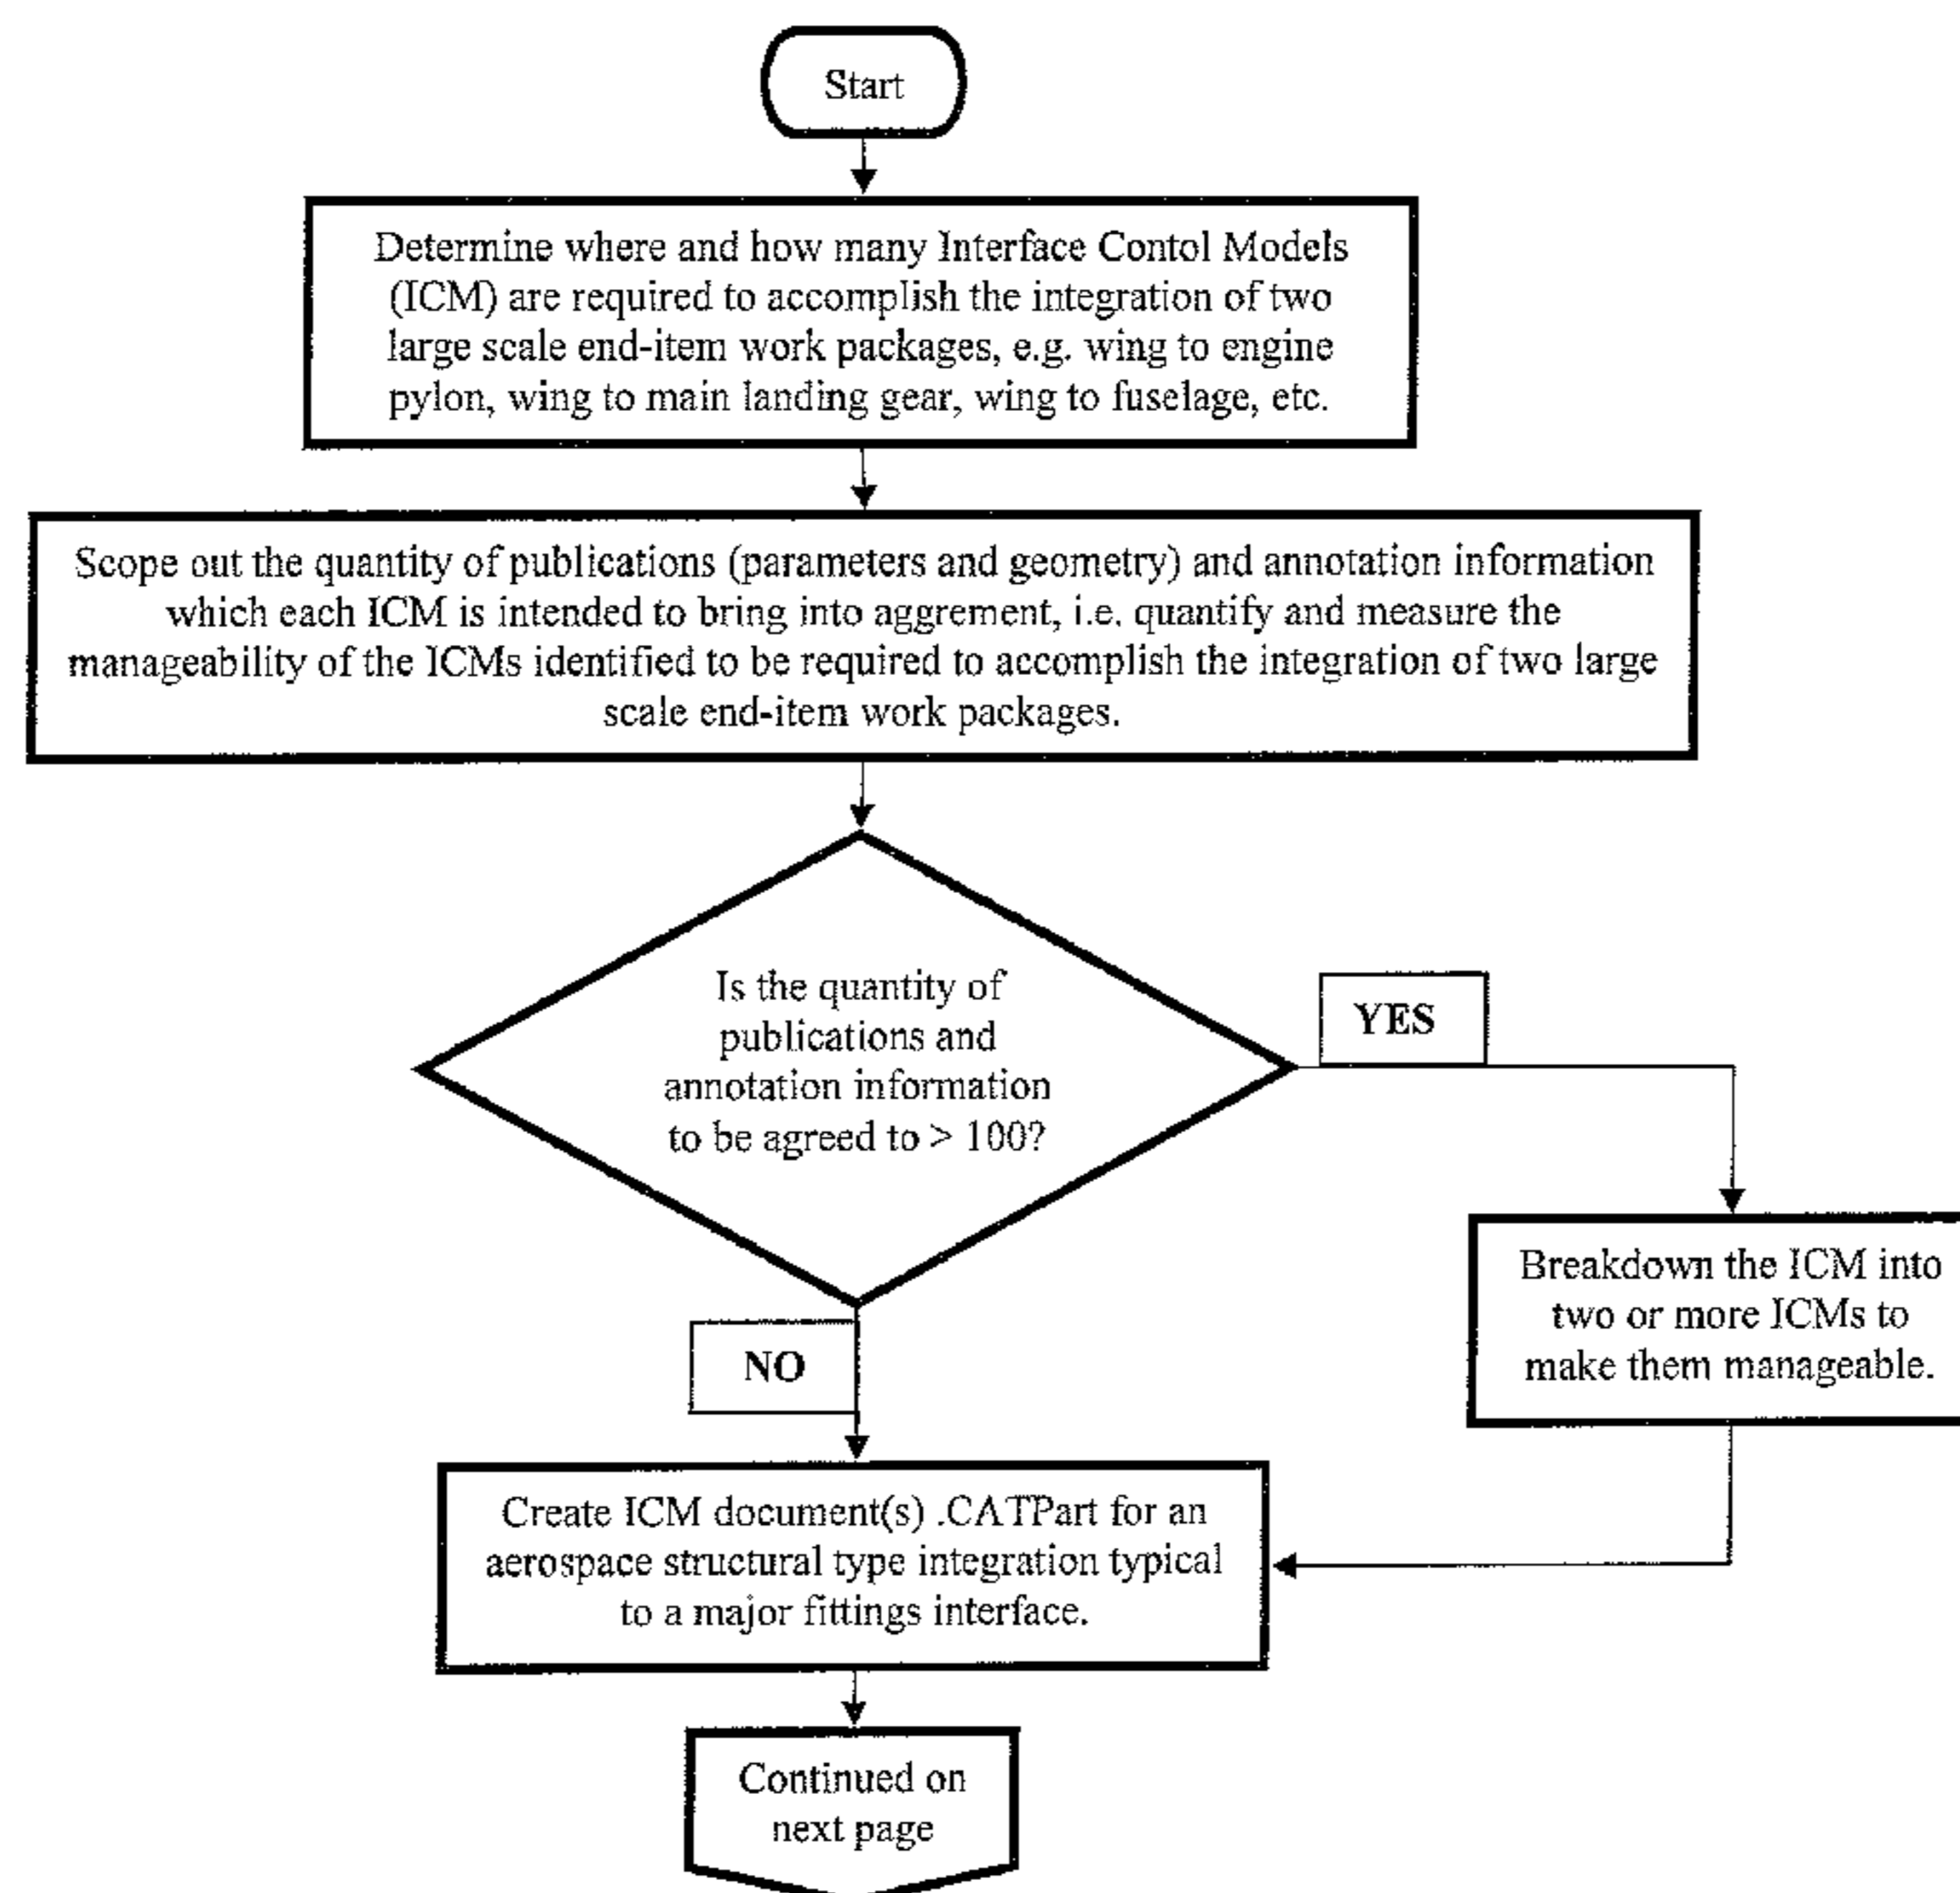 Start
Determine where and how many Interface Contol Models
(ICM) are required to accomplish the integration of two
large scale end-item work packages, e.g. wing to engine
pylon, wing to main landing gear, wing to fuselage, etc.
Scope out the quantity of publications (parameters and geometry) and annotation information
which each ICM is intended to bring into aggrement, i.e. quantify and measure the
manageability of the ICMs identified to be required to accomplish the integration of two large
scale end-item work packages.
Is the quantity of
publications and
annotation information
to be agreed to > 100?
YES
Breakdown the ICM into
two or more ICMs to
make them manageable.
NO
Create ICM document(s) .CATPart for an
aerospace structural type integration typical
to a major fittings interface.
Continued on
next page